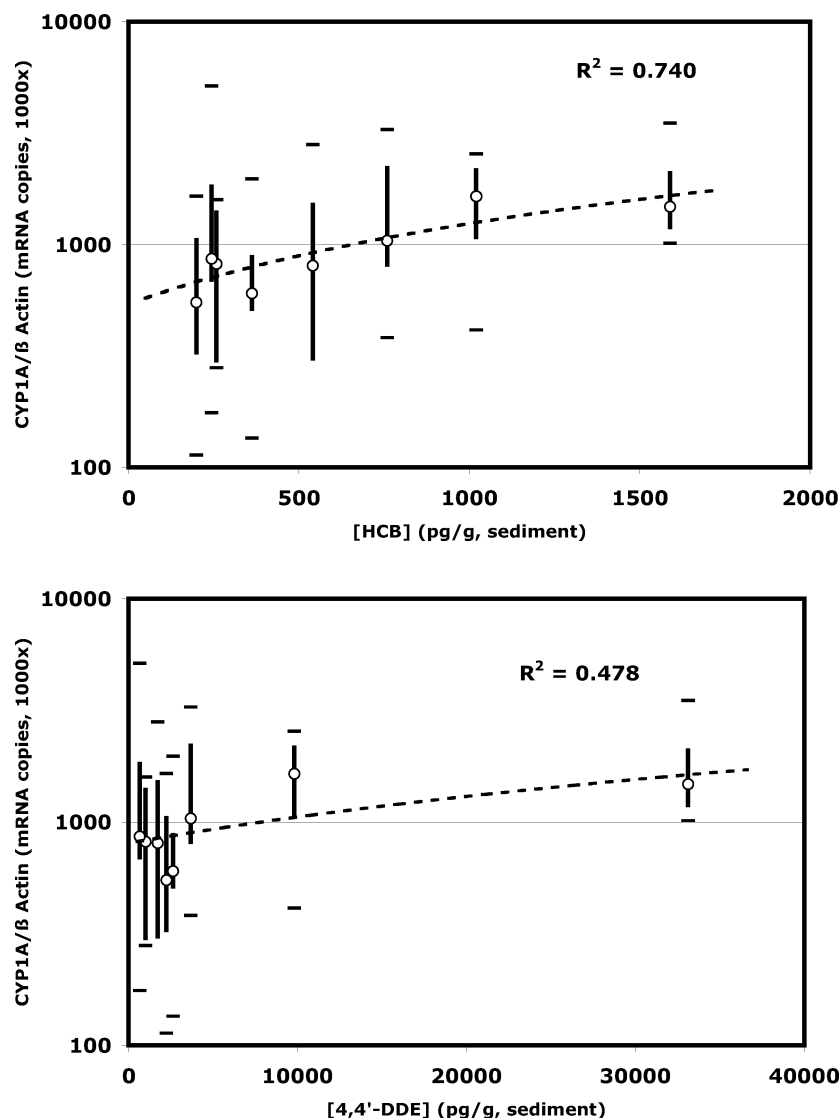 10000
R² = 0.740
CYP1A/ß Actin (mRNA copies, 1000x)
1000
100
0 500 1000 1500 2000
[HCB] (pg/g, sediment)
10000
R² = 0.478
CYP1A/ß Actin (mRNA copies, 1000x)
1000
100
0 10000 20000 30000 40000
[4,4'-DDE] (pg/g, sediment)